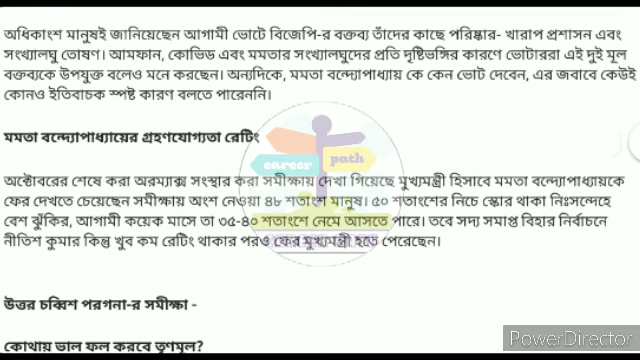 অধিকাংশ মানুষই জানিয়েছেন আগামী ভোটে বিজেপি-র বক্তব্য তাঁদের কাছে পরিষ্কার- খারাপ প্রশাসন এবং
সংখ্যালঘু তোষণ। আমফান, কোভিড এবং মমতার সংখ্যালঘুদের প্রতি দৃষ্টিভঙ্গির কারণে ভোটাররা এই দুই মূল
বক্তব্যকে উপযুক্ত বলেও মনে করছেন। অন্যদিকে, মমতা বন্দ্যোপাধ্যায় কে কেন ভোট দেবেন, এর জবাবে কেউই
কোনও ইতিবাচক স্পষ্ট কারণ বলতে পারেননি।
মমতা বন্দ্যোপাধ্যায়ের গ্রহণযোগ্যতা রেটিং
career path
অক্টোবরের শেষে করা অরম্যাক্স সংস্থার করা সমীক্ষায় দেখা গিয়েছে মুখ্যমন্ত্রী হিসাবে মমতা বন্দ্যোপাধ্যায়কে
ফের দেখতে চেয়েছেন সমীক্ষায় অংশ নেওয়া ৪৮ শতাংশ মানুষ। ৫০ শতাংশের নিচে স্কোর থাকা নিঃসন্দেহে
বেশ ঝুঁকির, আগামী কয়েক মাসে তা ৩৫-৪০ শতাংশে নেমে আসতে পারে। তবে সদ্য সমাপ্ত বিহার নির্বাচনে
নীতিশ কুমার কিন্তু খুব কম রেটিং থাকার পরও ফের মুখ্যমন্ত্রী হতে পেরেছেন।
উত্তর চব্বিশ পরগনা-র সমীক্ষা -
কোথায় ভাল ফল করবে তৃণমূল?
PowerDirector